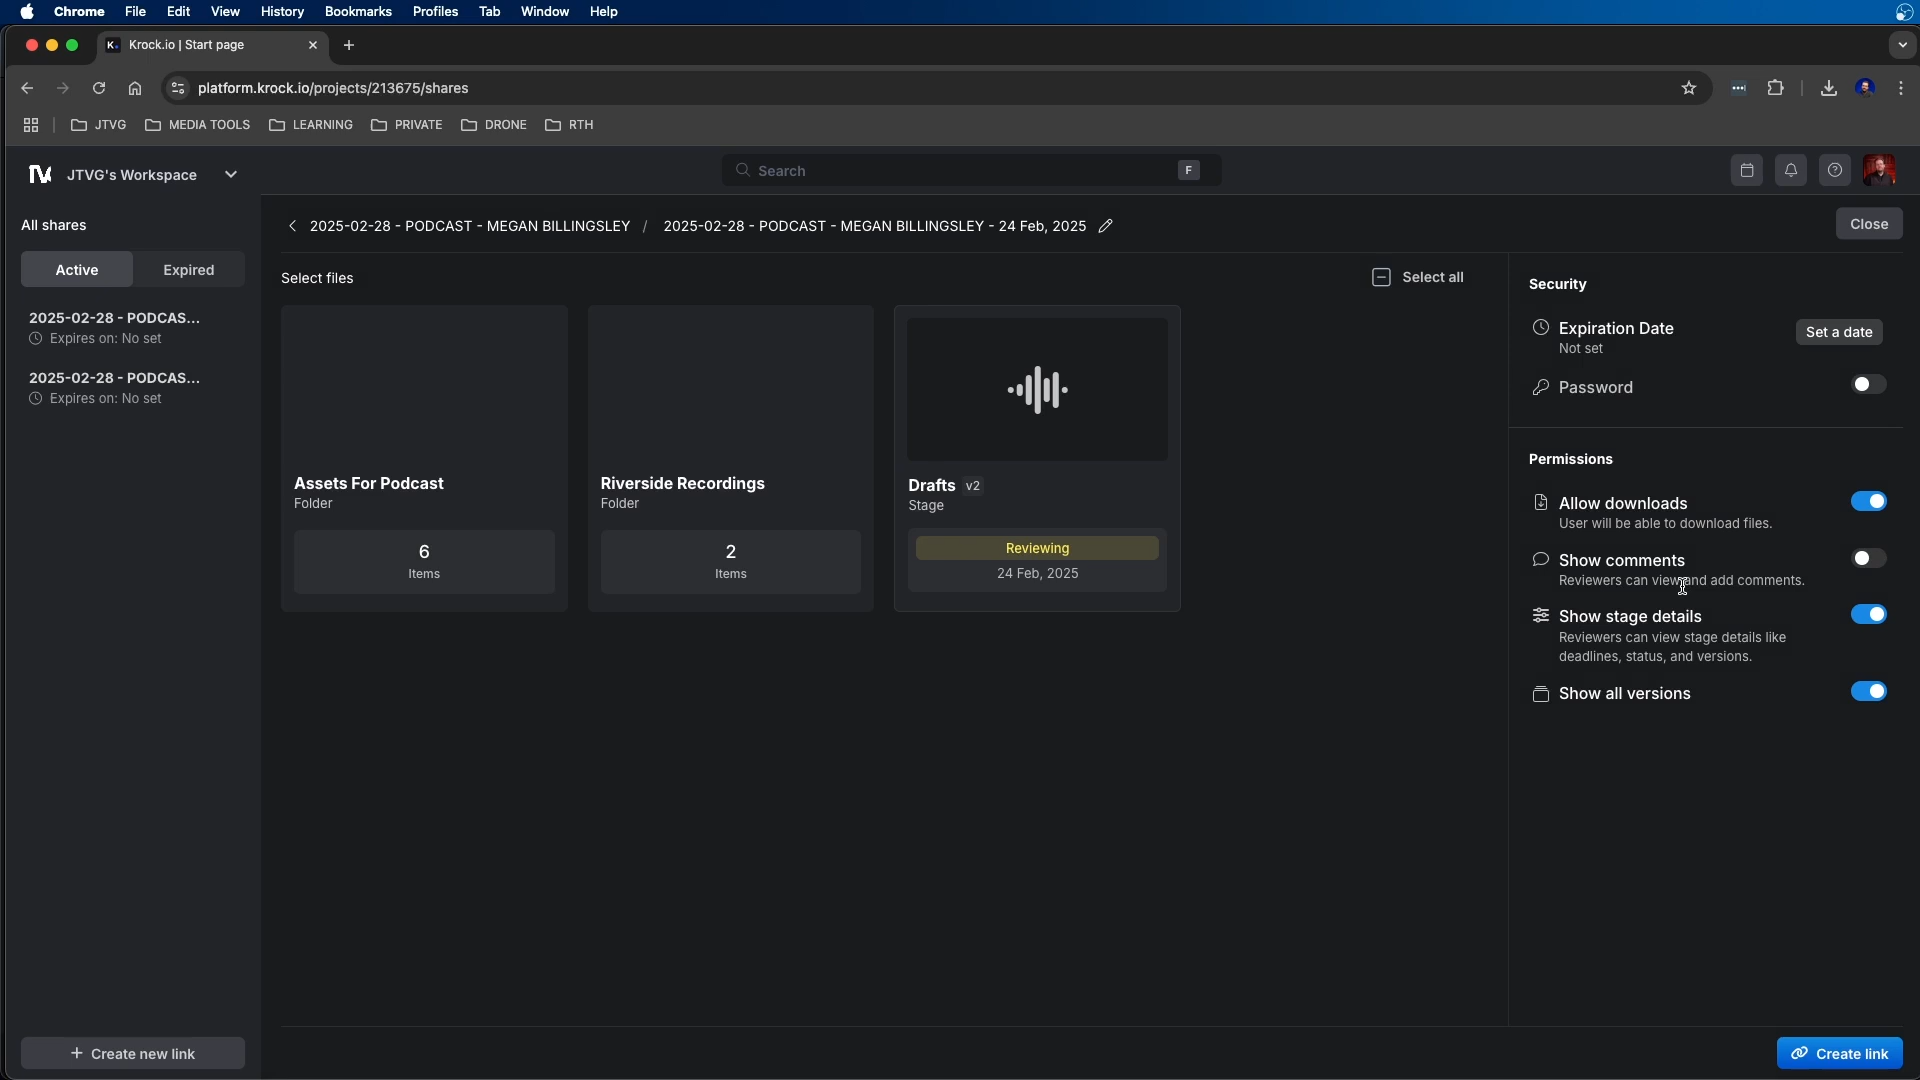 Chrome File Edit View History Bookmarks Profiles Tab Window Help
K. Krock.io | Start page
platform.krock.io/projects/213675/shares
JTVG MEDIA TOOLS LEARNING PRIVATE DRONE RTH
JTVG's Workspace
Search F
All shares
Active Expired
2025-02-28 - PODCAS...
Expires on: No set
2025-02-28 - PODCAS...
Expires on: No set
+ Create new link
2025-02-28 - PODCAST - MEGAN BILLINGSLEY / 2025-02-28 - PODCAST - MEGAN BILLINGSLEY - 24 Feb, 2025
Close
Select files
Select all
Assets For Podcast
Folder
6
Items
Riverside Recordings
Folder
2
Items
Drafts v2
Stage
Reviewing
24 Feb, 2025
Security
Expiration Date
Not set
Set a date
Password
Permissions
Allow downloads
User will be able to download files.
Show comments
Reviewers can view and add comments.
Show stage details
Reviewers can view stage details like
deadlines, status, and versions.
Show all versions
Create link